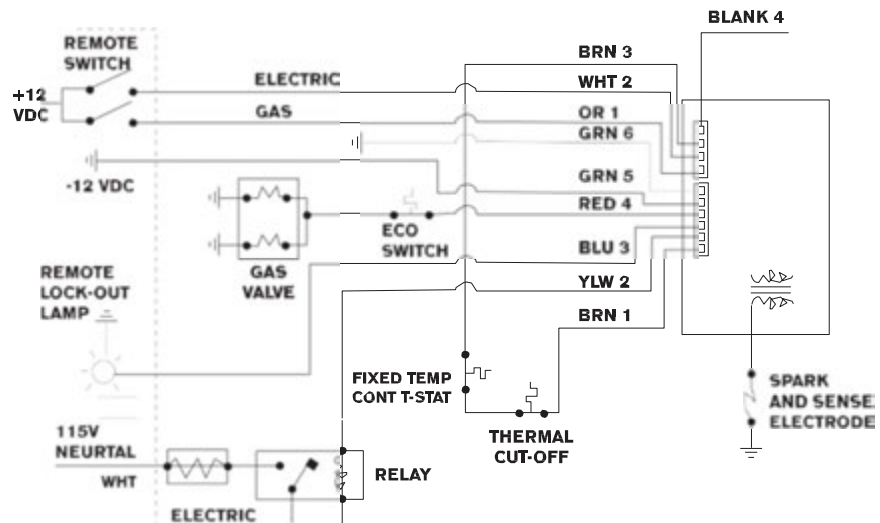 BLANK 4
REMOTE
SWITCH
BRN 3
ELECTRIC
WHT 2
+12
VDC
GAS
OR 1
GRN 6
-12 VDC
GRN 5
RED 4
ECO
SWITCH
BLU 3
GAS
VALVE
REMOTE
LOCK-OUT
LAMP
YLW 2
BRN 1
FIXED TEMP
CONT T-STAT
THERMAL
CUT-OFF
SPARK
AND SENSE
ELECTRODE
115V
NEURTAL
WHT
RELAY
ELECTRIC